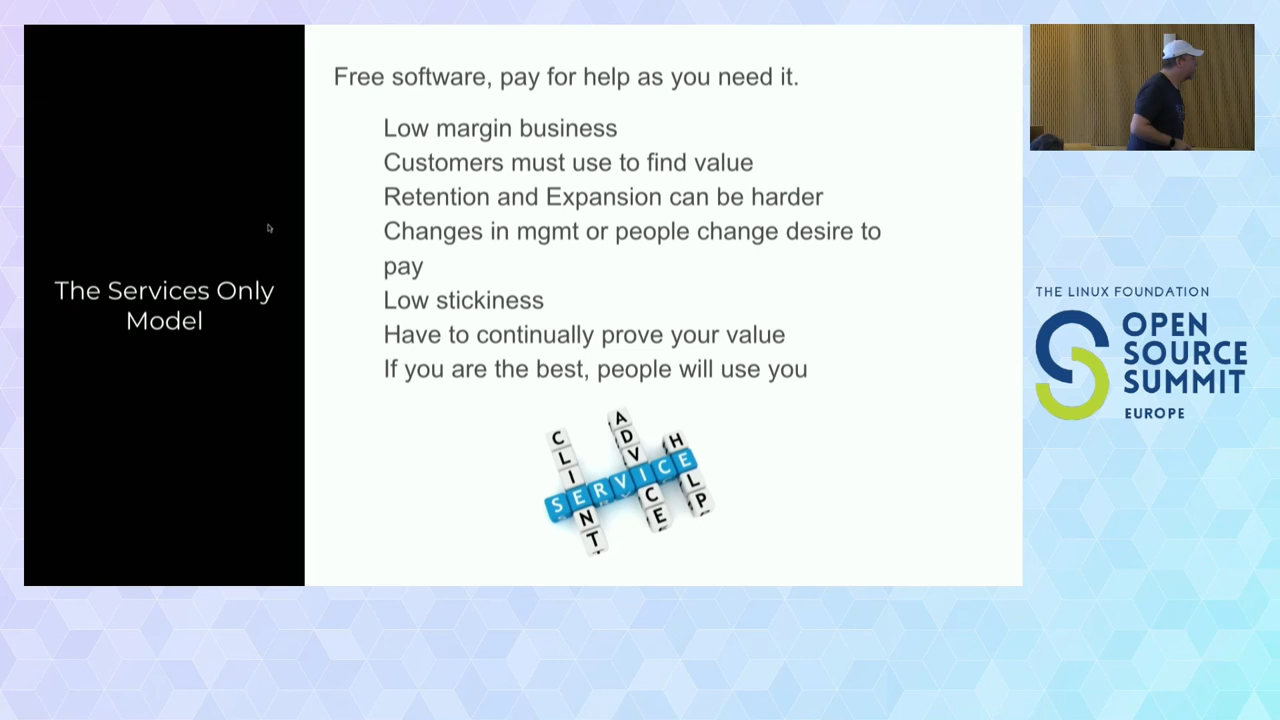 The Services Only
Model
Free software, pay for help as you need it.
Low margin business
Customers must use to find value
Retention and Expansion can be harder
Changes in mgmt or people change desire to
pay
Low stickiness
Have to continually prove your value
If you are the best, people will use you
CLIENT
ADVICE
HELP
SERVICE
THE LINUX FOUNDATION
OPEN
SOURCE
SUMMIT
EUROPE